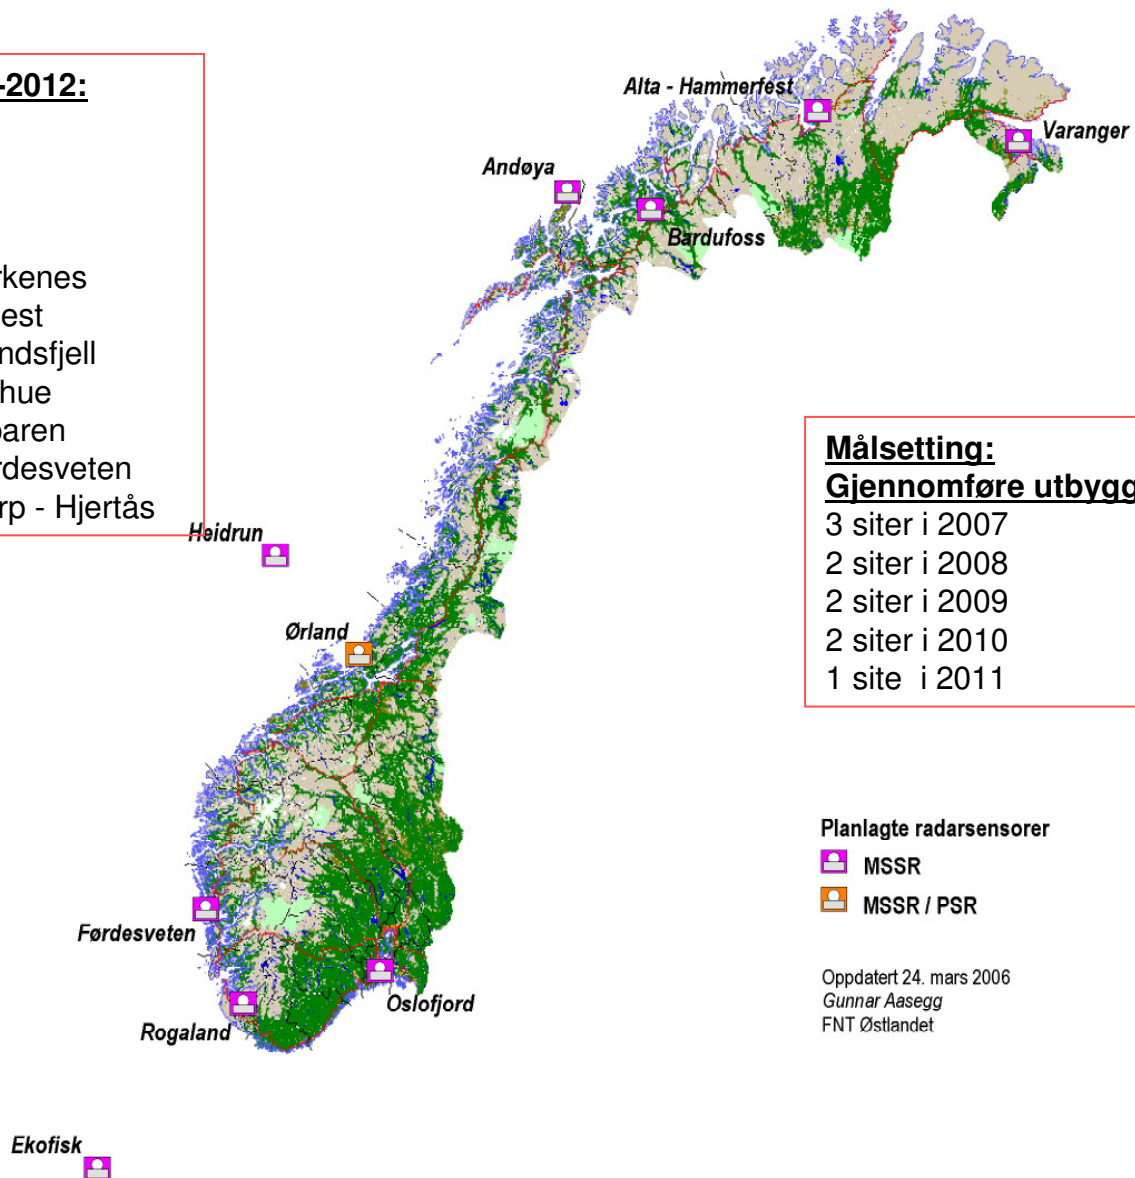 -2012:
rkenes
est
ndsfjell
hue
paren
rdesveten
rp - Hjertås
Alta - Hammerfest
Varanger
Andøya
Bardufoss
Heidrun
Ørland
Målsetting:
Gjennomføre utbygg
3 siter i 2007
2 siter i 2008
2 siter i 2009
2 siter i 2010
1 site i 2011
Planlagte radarsensorer
MSSR
MSSR / PSR
Oppdatert 24. mars 2006
Gunnar Aasegg
FNT Østlandet
Førdesveten
Oslofjord
Rogaland
Ekofisk